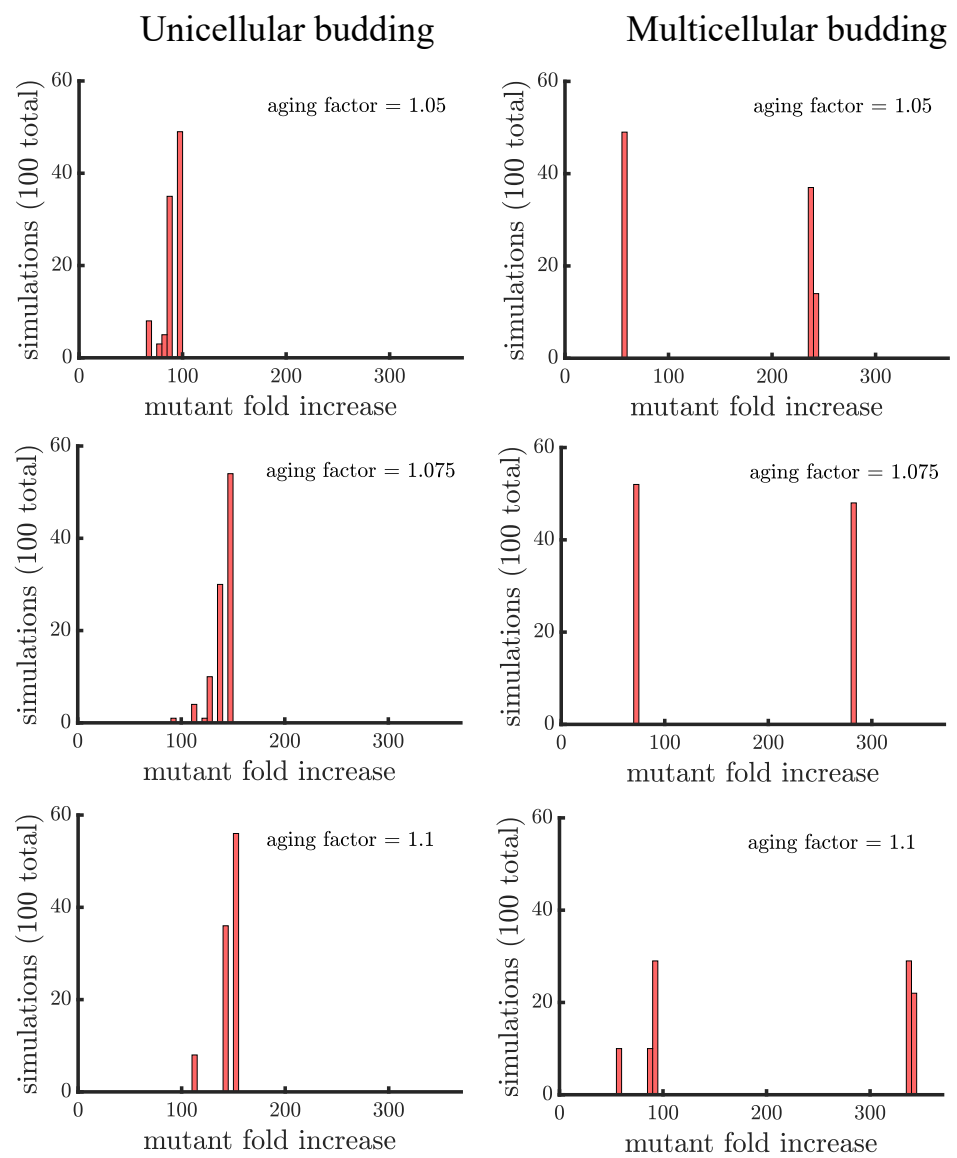 Unicellular budding
Multicellular budding
simulations (100 total)
60
40
20
0
aging factor = 1.05
0 100 200 300
mutant fold increase
simulations (100 total)
60
40
20
0
aging factor = 1.05
0 100 200 300
mutant fold increase
simulations (100 total)
60
40
20
0
aging factor = 1.075
0 100 200 300
mutant fold increase
simulations (100 total)
60
40
20
0
aging factor = 1.075
0 100 200 300
mutant fold increase
simulations (100 total)
60
40
20
0
aging factor = 1.1
0 100 200 300
mutant fold increase
simulations (100 total)
60
40
20
0
aging factor = 1.1
0 100 200 300
mutant fold increase